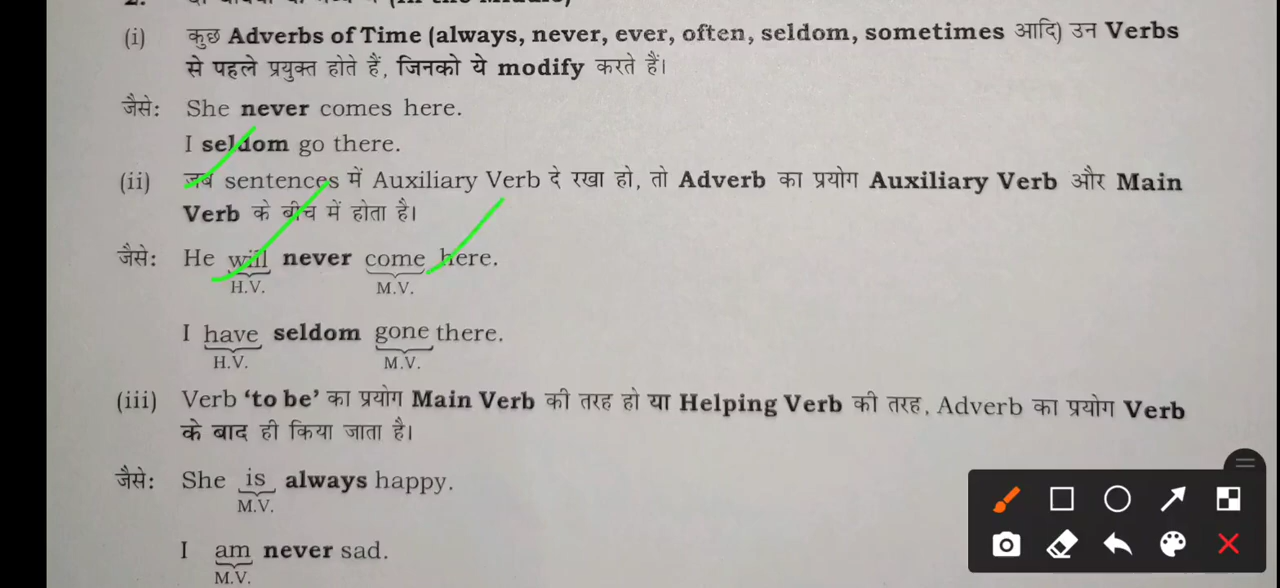 (In the Middle)
(i) कुछ Adverbs of Time (always, never, ever, often, seldom, sometimes आदि) उन Verbs
से पहले प्रयुक्त होते हैं, जिनको ये modify करते हैं।
जैसे: She never comes here.
I seldom go there.
(ii) जब sentences में Auxiliary Verb दे रखा हो, तो Adverb का प्रयोग Auxiliary Verb और Main
Verb के बीच में होता है।
जैसे: He will never come here.
H.V. M.V.
I have seldom gone there.
H.V. M.V.
(iii) Verb ‘to be’ का प्रयोग Main Verb की तरह हो या Helping Verb की तरह, Adverb का प्रयोग Verb
के बाद ही किया जाता है।
जैसे: She is always happy.
M.V.
I am never sad.
M.V.